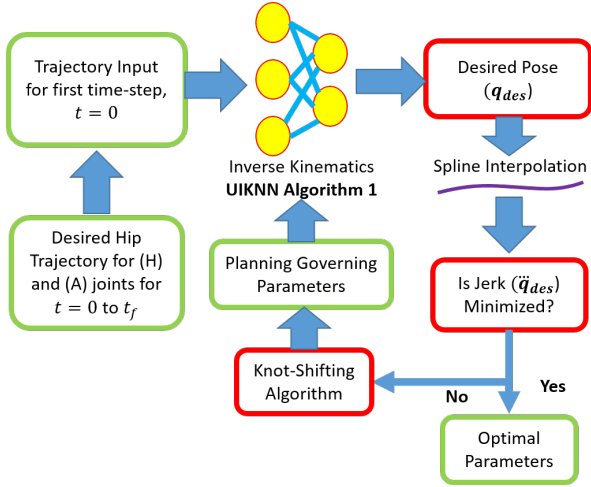 Trajectory Input
for first time-step,
t = 0
Desired Pose
(q_des)
Inverse Kinematics
UIKNN Algorithm 1
Spline Interpolation
Desired Hip
Trajectory for (H)
and (A) joints for
t = 0 to t_f
Planning Governing
Parameters
Is Jerk (q̈_des)
Minimized?
Knot-Shifting
Algorithm
No
Yes
Optimal
Parameters